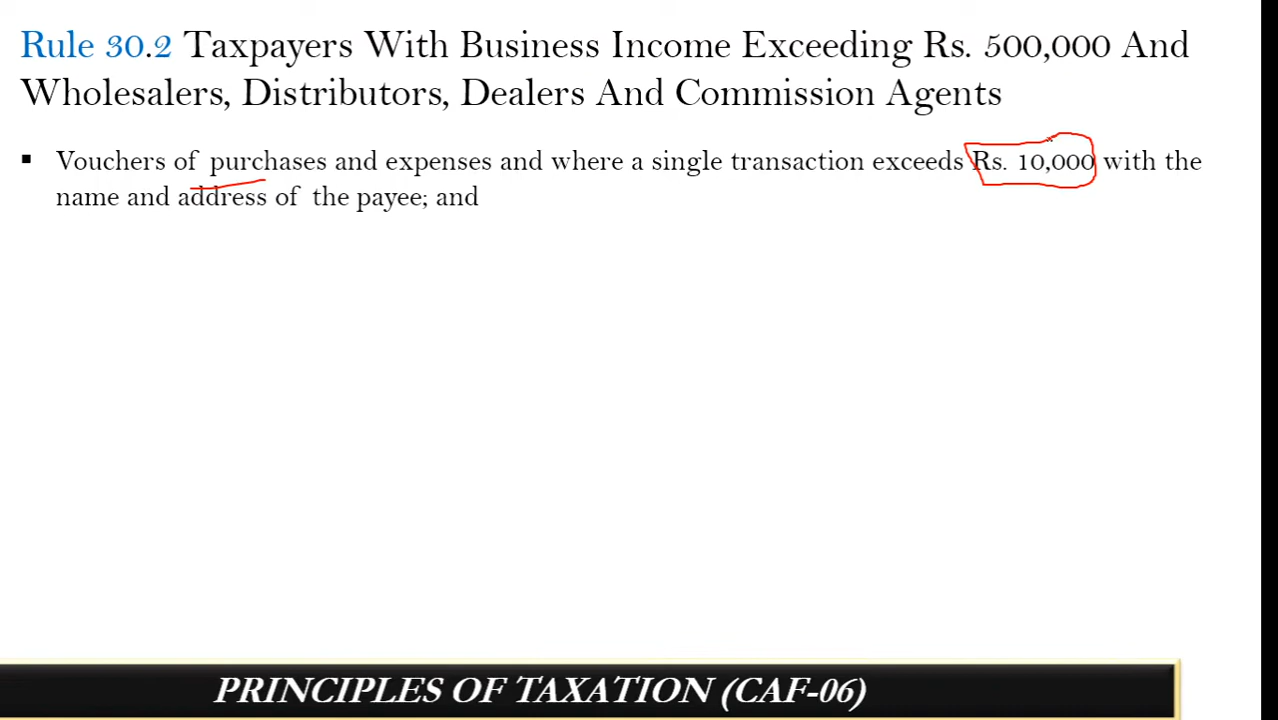 Rule 30.2 Taxpayers With Business Income Exceeding Rs. 500,000 And
Wholesalers, Distributors, Dealers And Commission Agents
▪ Vouchers of purchases and expenses and where a single transaction exceeds Rs. 10,000 with the
name and address of the payee; and
PRINCIPLES OF TAXATION (CAF-06)